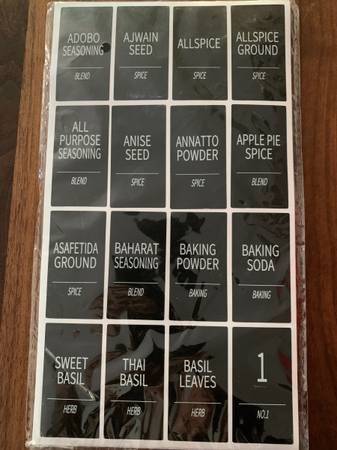 ADOBO
SEASONING
BLEND
AJWAIN
SEED
SPICE
ALLSPICE
SPICE
ALLSPICE
GROUND
SPICE
ALL
PURPOSE
SEASONING
BLEND
ANISE
SEED
SPICE
ANNATTO
POWDER
SPICE
APPLE PIE
SPICE
BLEND
ASAFETIDA
GROUND
SPICE
BAHARAT
SEASONING
BLEND
BAKING
POWDER
BAKING
BAKING
SODA
BAKING
SWEET
BASIL
HERB
THAI
BASIL
HERB
BASIL
LEAVES
HERB
1
NO.1